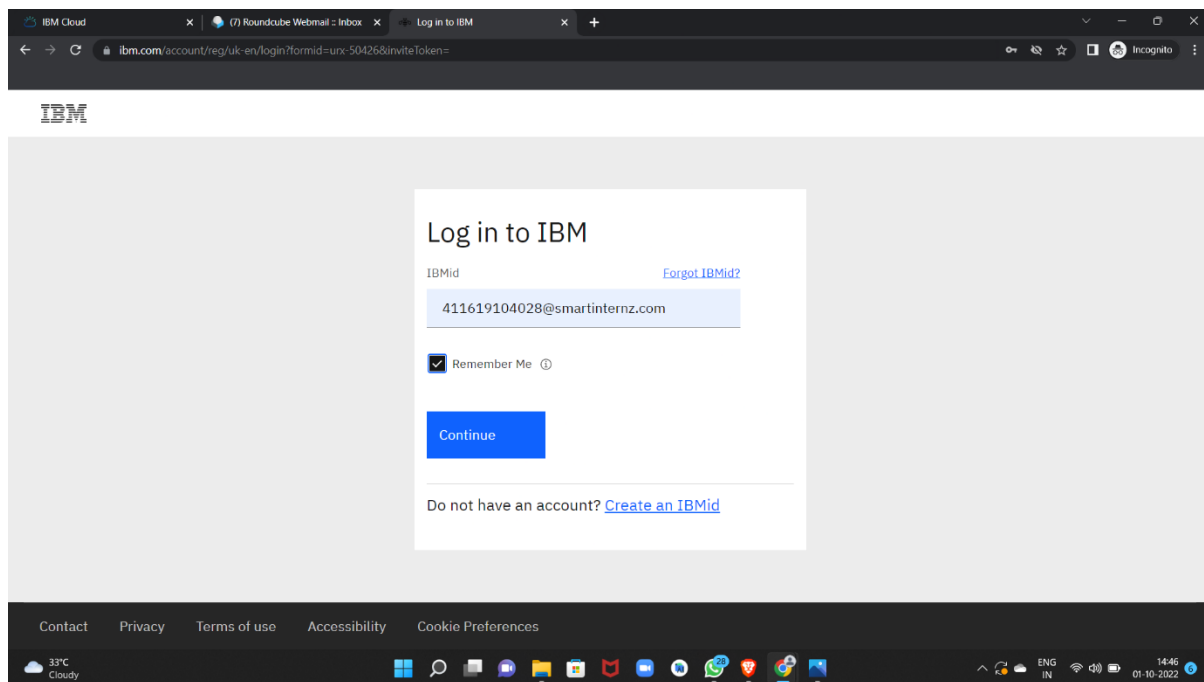 IBM Cloud
(7) Roundcube Webmail :: Inbox
Log in to IBM
ibm.com/account/reg/uk-en/login?formid=urx-50426&inviteToken=
Incognito
IBM
Log in to IBM
IBMid
Forgot IBMid?
411619104028@smartinternz.com
Remember Me
Continue
Do not have an account? Create an IBMid
Contact
Privacy
Terms of use
Accessibility
Cookie Preferences
33°C
Cloudy
28
ENG
IN
14:46
01-10-2022
6